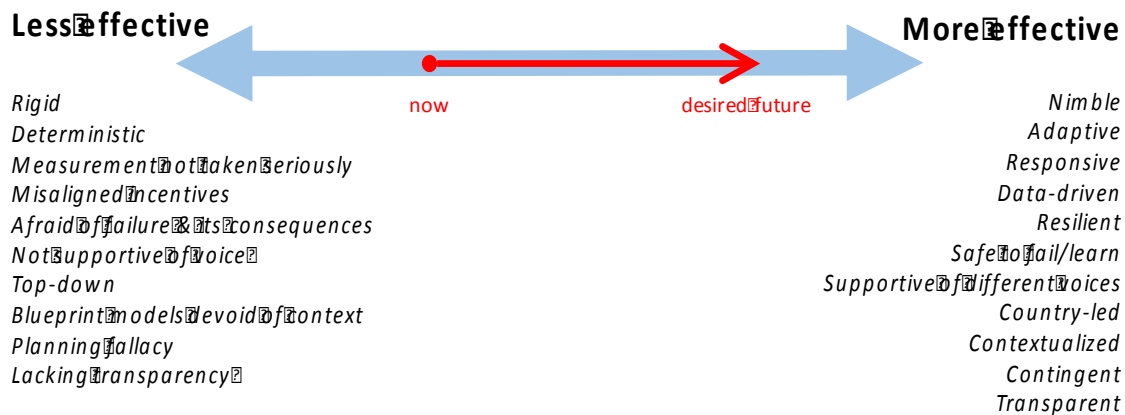 Less effective
More effective
now
desired future
Rigid
Deterministic
Measurement not taken seriously
Misaligned incentives
Afraid of failure & its consequences
Not supportive of voice
Top-down
Blueprint models devoid of context
Planning fallacy
Lacking transparency
Nimble
Adaptive
Responsive
Data-driven
Resilient
Safe to fail/learn
Supportive of different voices
Country-led
Contextualized
Contingent
Transparent